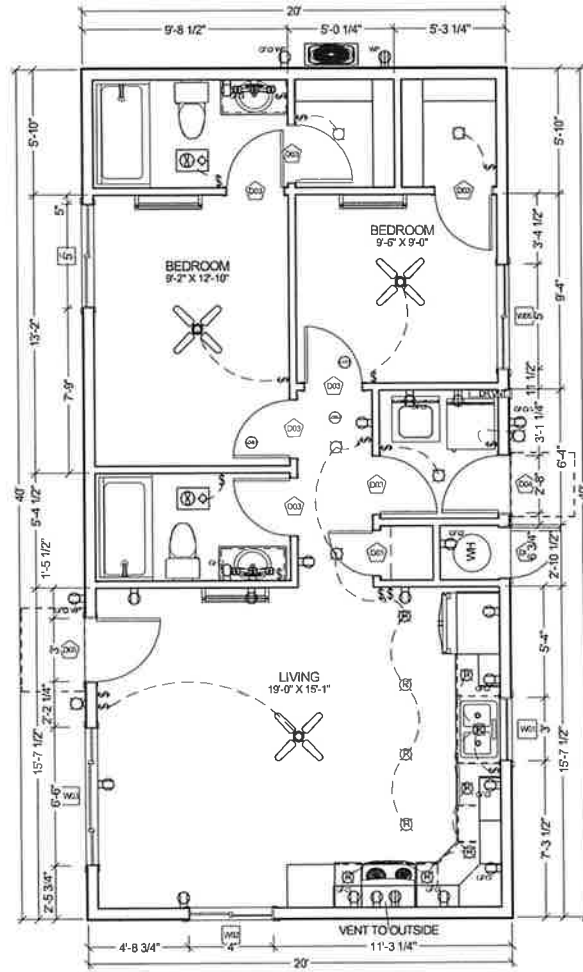 20'
9'-8 1/2"
5'-0 1/4"
5'-3 1/4"
WP
5'-10"
5'-10"
D03
D03
D03
5"
5'
BEDROOM
9'-2" X 12'-10"
BEDROOM
9'-6" X 9'-0"
3'-4 1/2"
5'
9'-4"
13'-2"
7'-9"
11 1/2"
D03
D03
3'-1 1/4"
6'-4"
40'
40'
5'-4 1/2"
D03
2'-8"
D01
WH
2'-10 1/2"
1'-5 1/2"
3'
LIVING
19'-0" X 15'-1"
5'-4"
2'-2 1/4"
W01
3'
15'-7 1/2"
15'-7 1/2"
W03
6'-6"
7'-3 1/2"
2'-5 3/4"
VENT TO OUTSIDE
4'-8 3/4"
W02
4'
11'-3 1/4"
20'